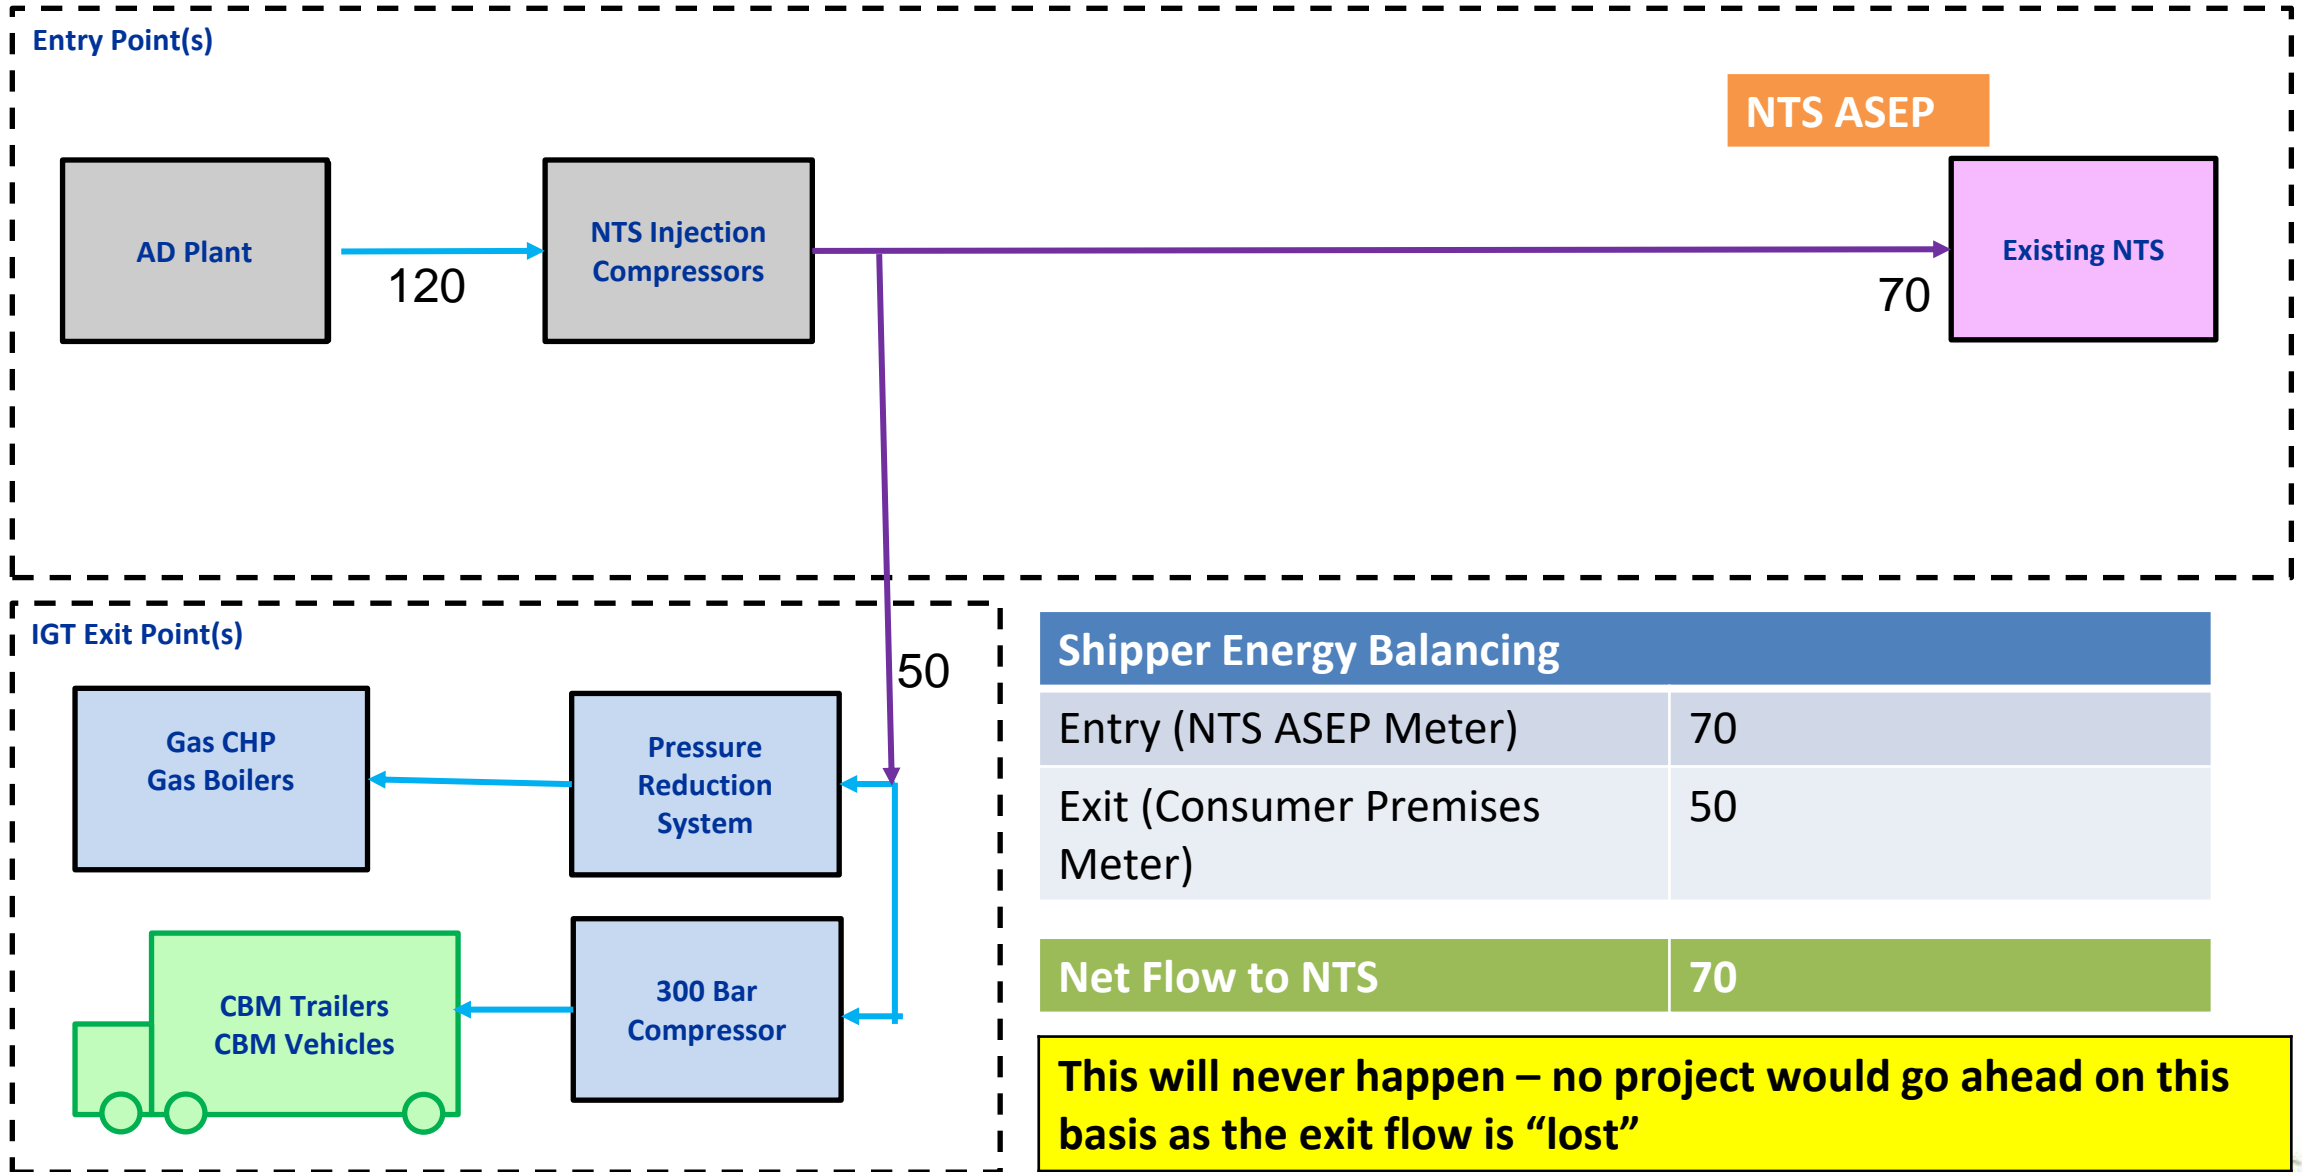 Entry Point(s)
NTS ASEP
AD Plant
120
NTS Injection
Compressors
70
Existing NTS
IGT Exit Point(s)
50
Gas CHP
Gas Boilers
Pressure
Reduction
System
CBM Trailers
CBM Vehicles
300 Bar
Compressor
Shipper Energy Balancing
Entry (NTS ASEP Meter) 70
Exit (Consumer Premises 50
Meter)
Net Flow to NTS 70
This will never happen – no project would go ahead on this
basis as the exit flow is “lost”